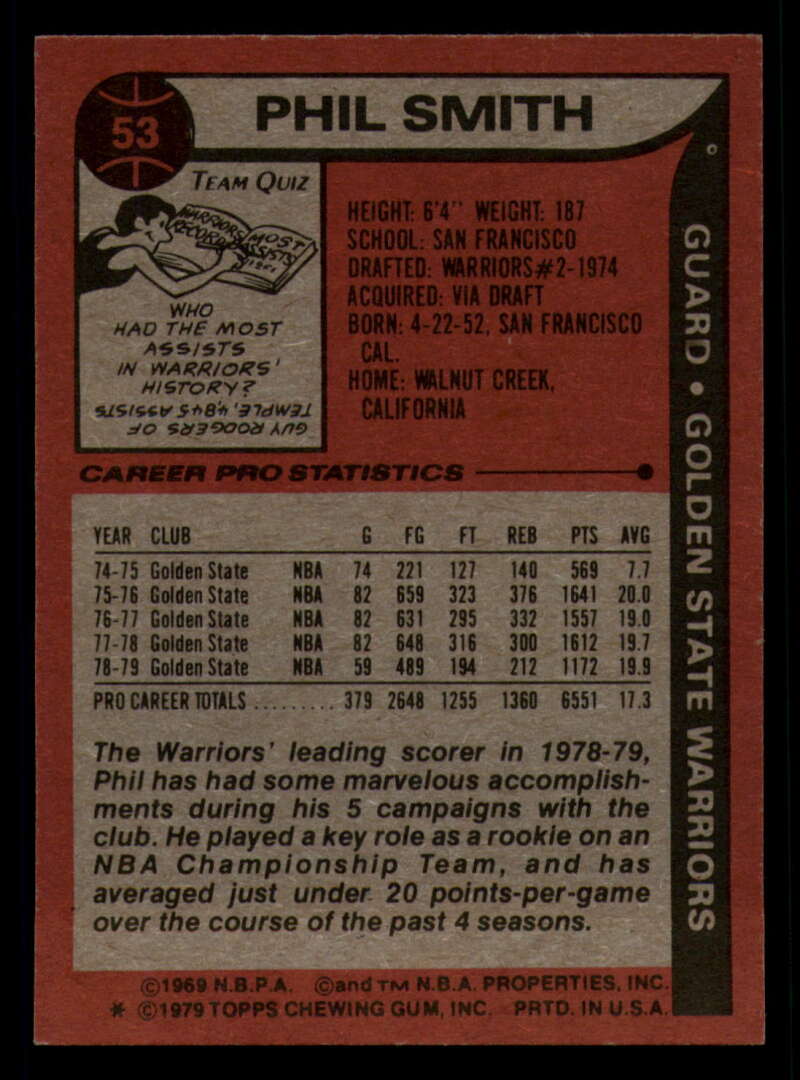 53
PHIL SMITH
TEAM QUIZ
WARRIORS RECORD
MOST ASSISTS
WHO
HAD THE MOST
ASSISTS
IN WARRIORS'
HISTORY?
GUY RODGERS OF
TEMPLE, 4,845 ASSISTS
HEIGHT: 6'4" WEIGHT: 187
SCHOOL: SAN FRANCISCO
DRAFTED: WARRIORS#2-1974
ACQUIRED: VIA DRAFT
BORN: 4-22-52, SAN FRANCISCO
CAL.
HOME: WALNUT CREEK,
CALIFORNIA
GUARD • GOLDEN STATE WARRIORS
CAREER PRO STATISTICS
YEAR CLUB G FG FT REB PTS AVG
74-75 Golden State NBA 74 221 127 140 569 7.7
75-76 Golden State NBA 82 659 323 376 1641 20.0
76-77 Golden State NBA 82 631 295 332 1557 19.0
77-78 Golden State NBA 82 648 316 300 1612 19.7
78-79 Golden State NBA 59 489 194 212 1172 19.9
PRO CAREER TOTALS ......... 379 2648 1255 1360 6551 17.3
The Warriors' leading scorer in 1978-79,
Phil has had some marvelous accomplish-
ments during his 5 campaigns with the
club. He played a key role as a rookie on an
NBA Championship Team, and has
averaged just under 20 points-per-game
over the course of the past 4 seasons.
©1969 N.B.P.A. ©and TM N.B.A. PROPERTIES, INC.
* ©1979 TOPPS CHEWING GUM, INC. PRTD. IN U.S.A.